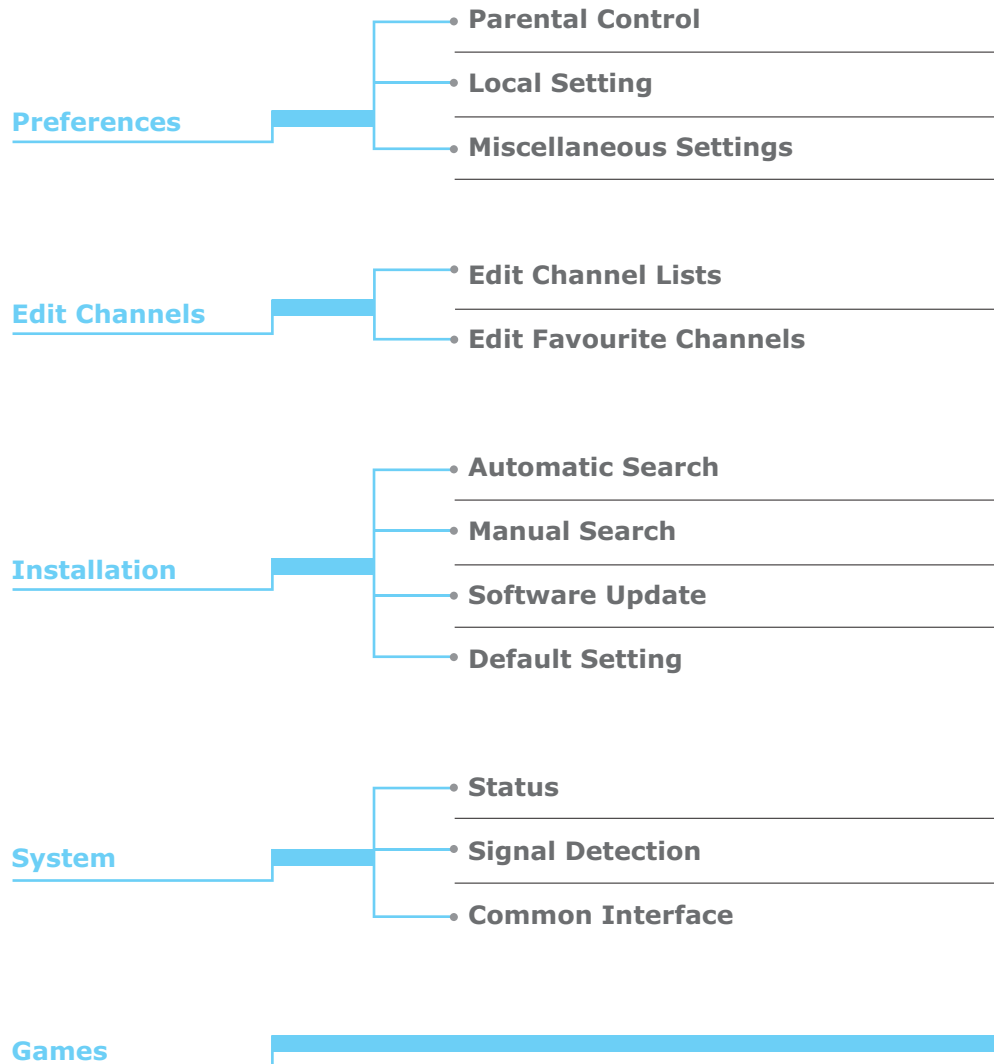 Preferences
Parental Control
Local Setting
Miscellaneous Settings
Edit Channels
Edit Channel Lists
Edit Favourite Channels
Installation
Automatic Search
Manual Search
Software Update
Default Setting
System
Status
Signal Detection
Common Interface
Games